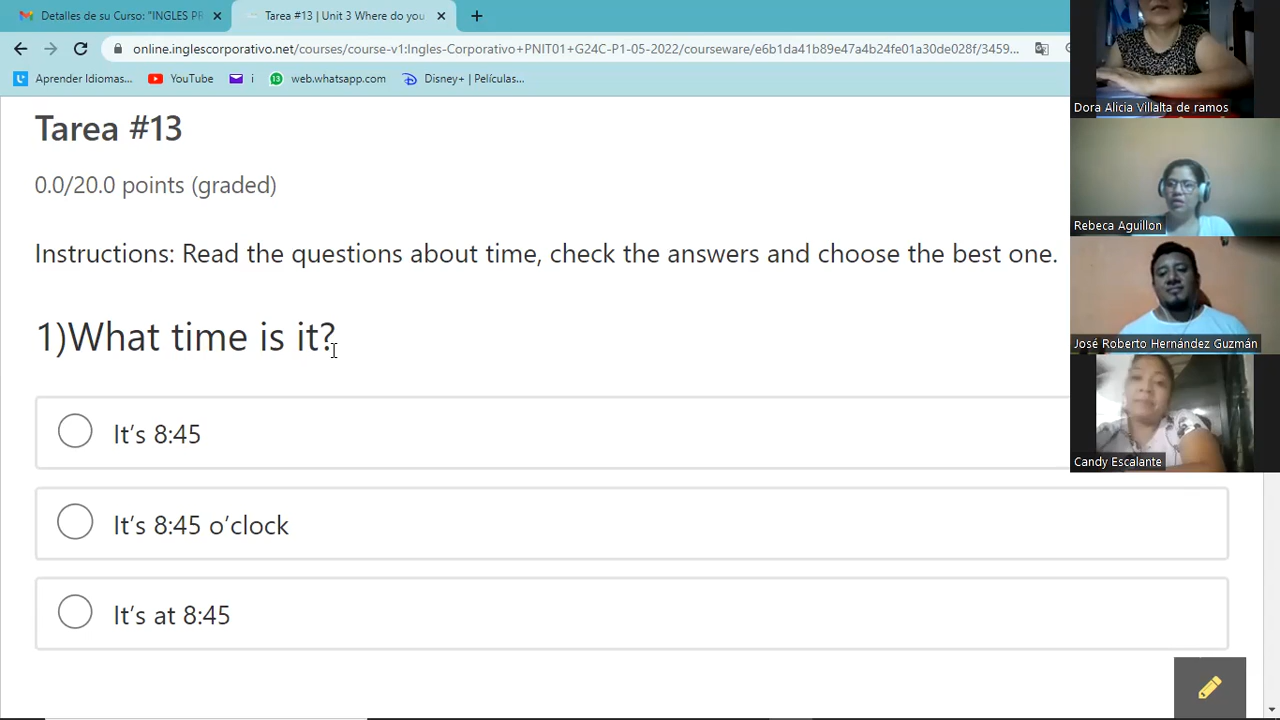 Detalles de su Curso: "INGLES PR
Tarea #13 | Unit 3 Where do you
online.inglescorporativo.net/courses/course-v1:Ingles-Corporativo+PNIT01+G24C-P1-05-2022/courseware/e6b1da41b89e47a4b24fe01a30de028f/3459...
Aprender Idiomas...
YouTube
i
web.whatsapp.com
Disney+ | Películas,...
Tarea #13
0.0/20.0 points (graded)
Instructions: Read the questions about time, check the answers and choose the best one.
1)What time is it?
It's 8:45
It's 8:45 o'clock
It's at 8:45
Dora Alicia Villalta de ramos
Rebeca Aguillon
José Roberto Hernández Guzmán
Candy Escalante